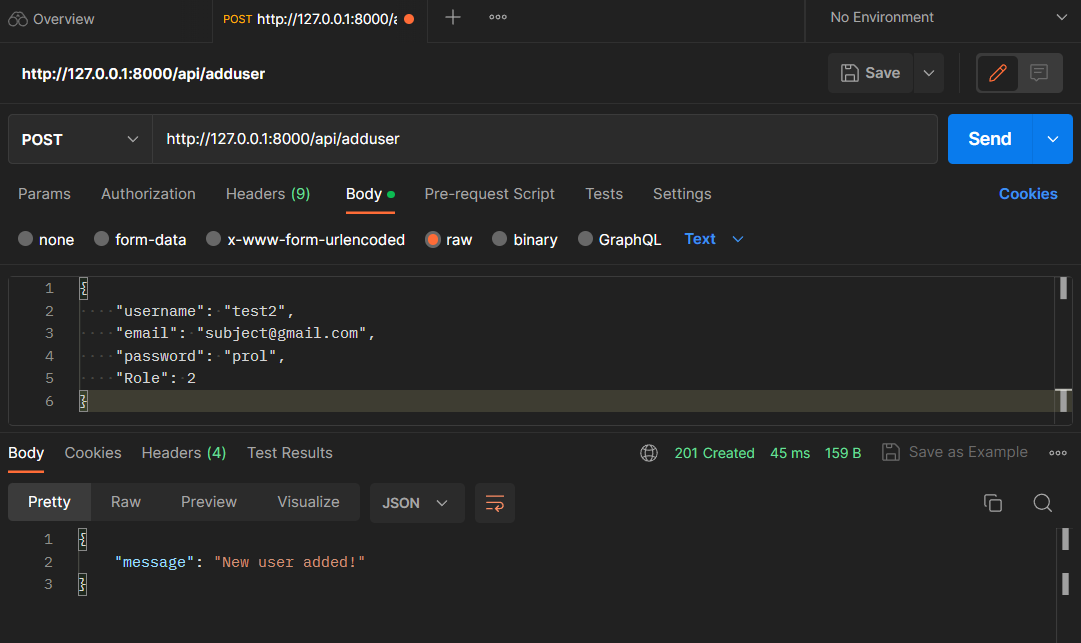 Overview
POST http://127.0.0.1:8000/a
No Environment
http://127.0.0.1:8000/api/adduser
Save
POST
http://127.0.0.1:8000/api/adduser
Send
Params Authorization Headers (9) Body Pre-request Script Tests Settings Cookies
none form-data x-www-form-urlencoded raw binary GraphQL Text
1 {
2 "username": "test2",
3 "email": "subject@gmail.com",
4 "password": "prol",
5 "Role": 2
6 }
Body Cookies Headers (4) Test Results 201 Created 45 ms 159 B Save as Example
Pretty Raw Preview Visualize JSON
1 {
2 "message": "New user added!"
3 }